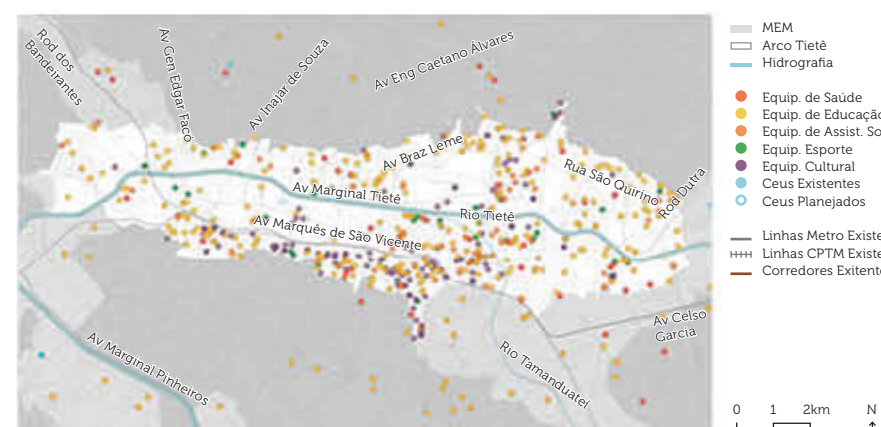 Rod dos
Bandeirantes
Av Gen Edgar Facó
Av Inajar de Souza
Av Eng Caetano Álvares
Av Braz Leme
Rua São Quirino
Rod Dutra
Av Marginal Tietê
Rio Tietê
Av Marquês de São Vicente
Av Celso
Garcia
Rio Tamanduateí
Av Marginal Pinheiros
MEM
Arco Tietê
Hidrografia
Equip. de Saúde
Equip. de Educação
Equip. de Assist. So
Equip. Esporte
Equip. Cultural
Ceus Existentes
Ceus Planejados
Linhas Metro Existe
Linhas CPTM Existe
Corredores Exitente
0 1 2km N